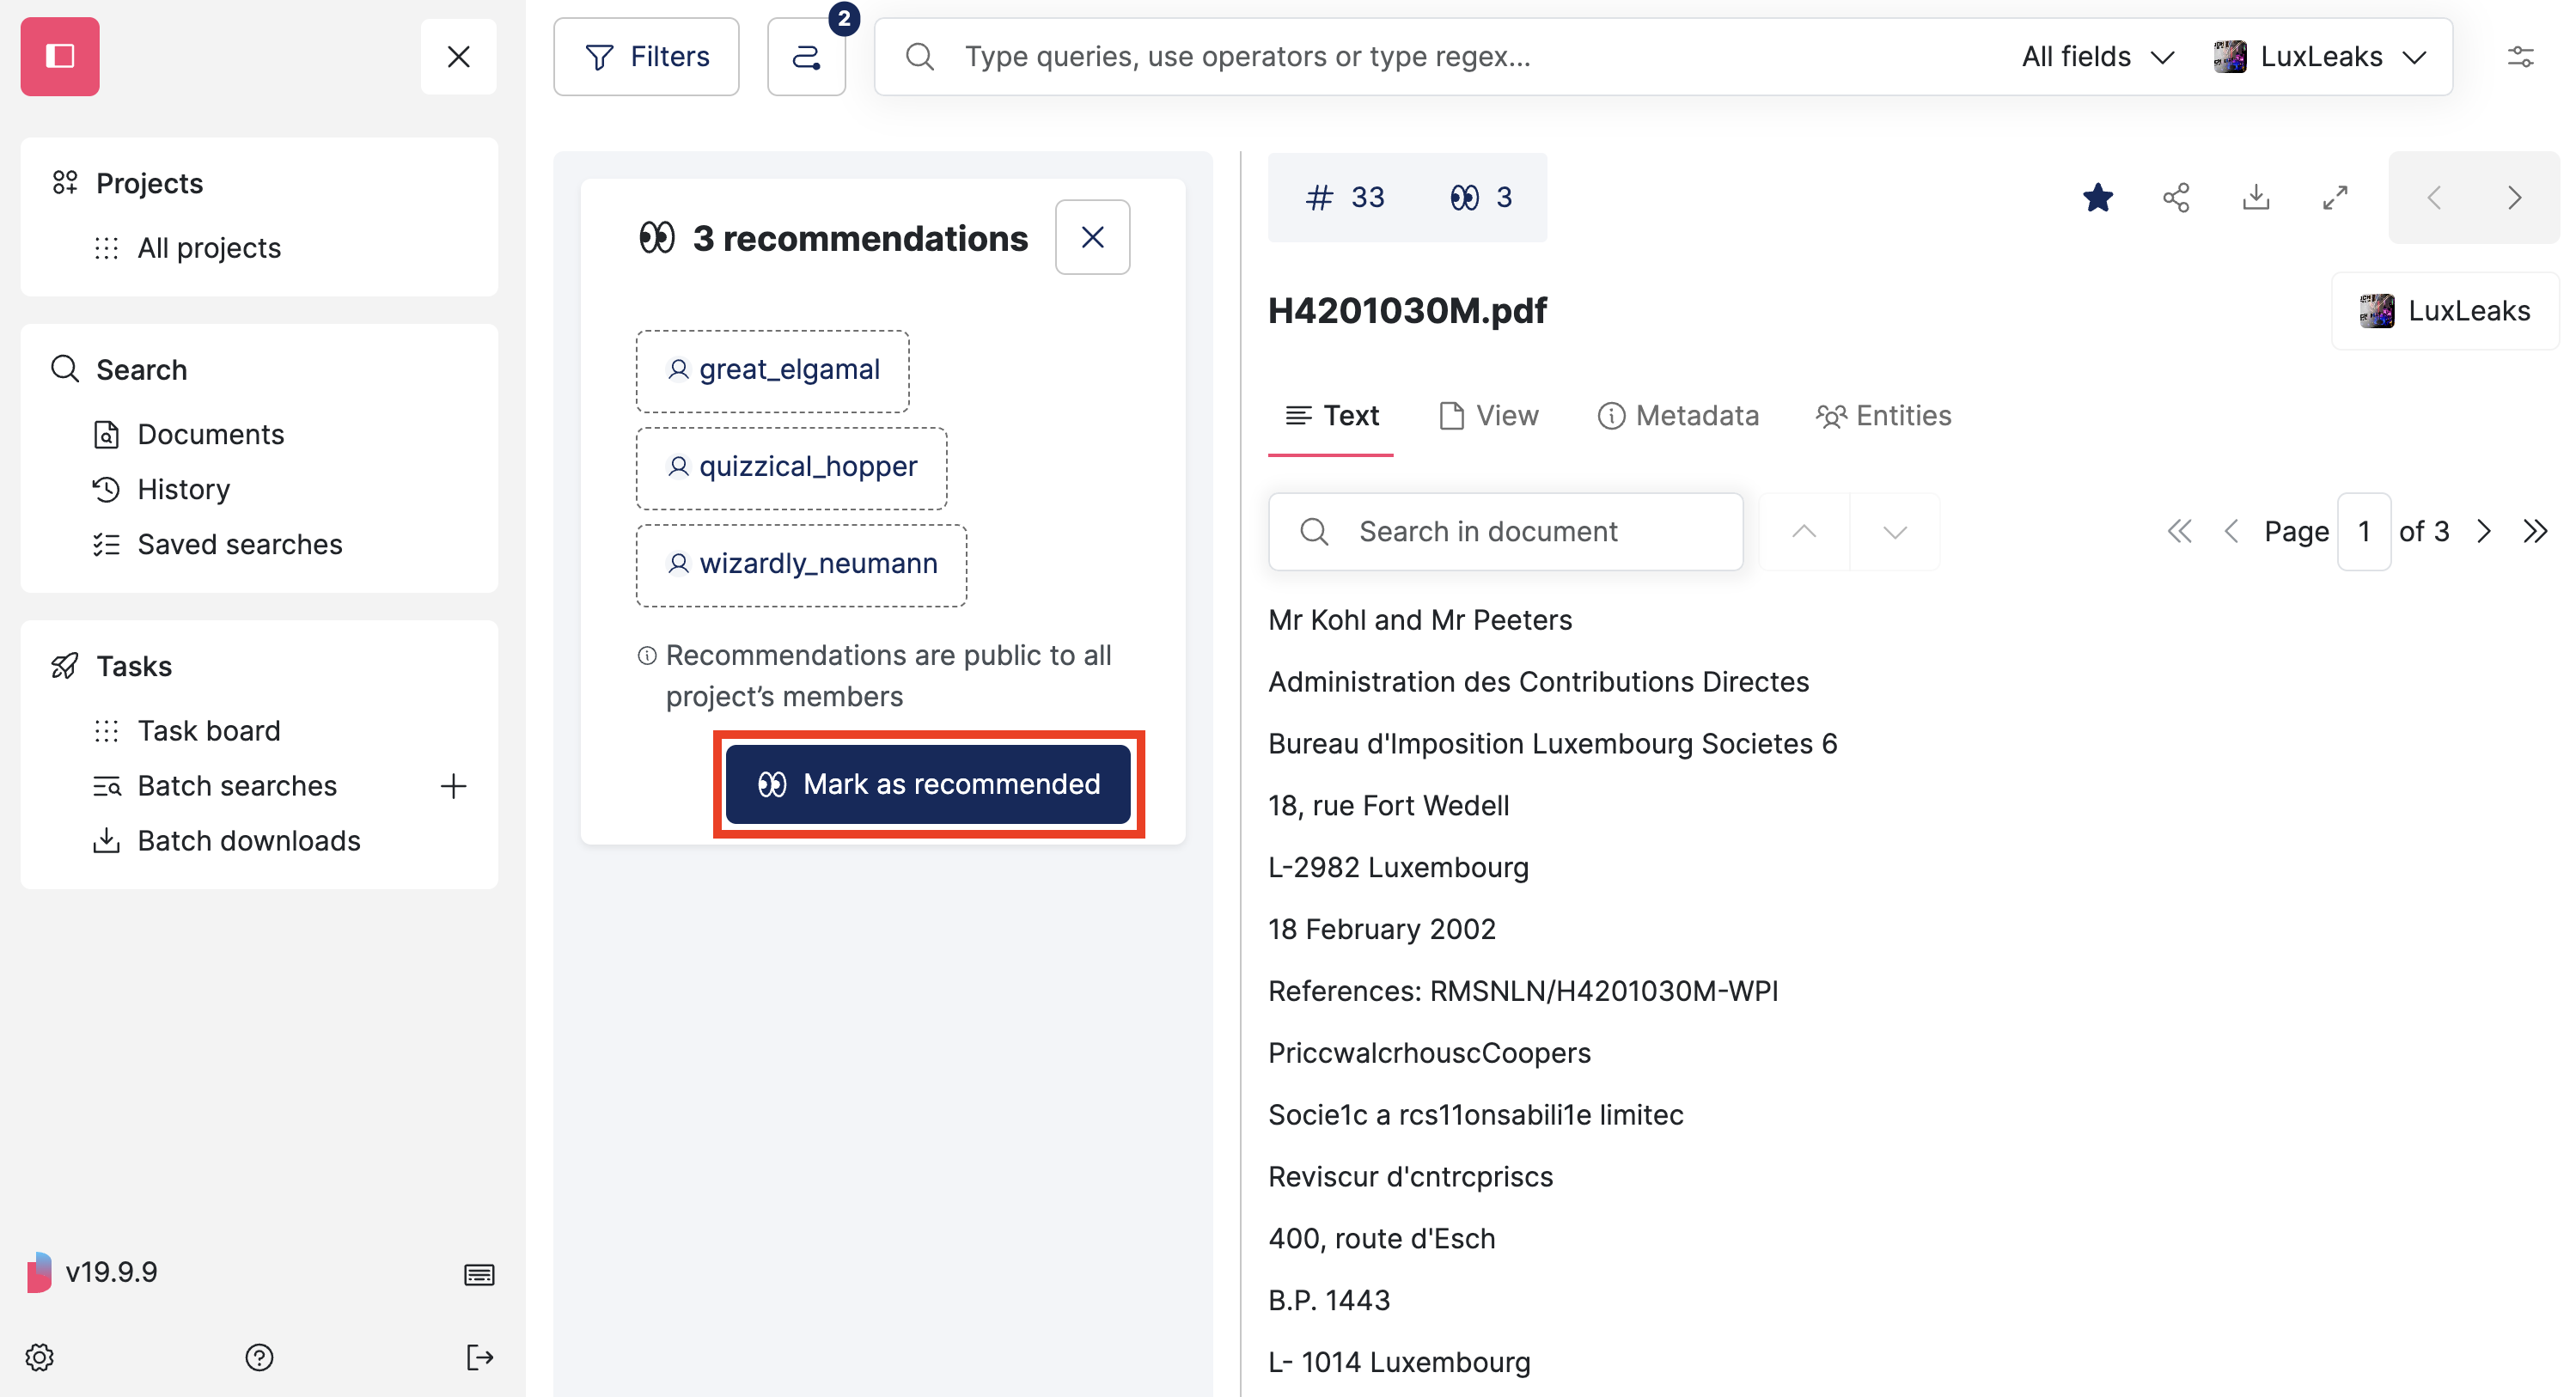 Projects
All projects
Search
Documents
History
Saved searches
Tasks
Task board
Batch searches
Batch downloads
v19.9.9
Filters
2
Type queries, use operators or type regex...
All fields
LuxLeaks
3 recommendations
great_elgamal
quizzical_hopper
wizardly_neumann
Recommendations are public to all
project’s members
Mark as recommended
# 33
3
H4201030M.pdf
LuxLeaks
Text
View
Metadata
Entities
Search in document
Page 1 of 3
Mr Kohl and Mr Peeters
Administration des Contributions Directes
Bureau d'Imposition Luxembourg Societes 6
18, rue Fort Wedell
L-2982 Luxembourg
18 February 2002
References: RMSNLN/H4201030M-WPI
PriccwalcrhouscCoopers
Socie1c a rcs11onsabili1e limitec
Reviscur d'cntrcpriscs
400, route d'Esch
B.P. 1443
L- 1014 Luxembourg